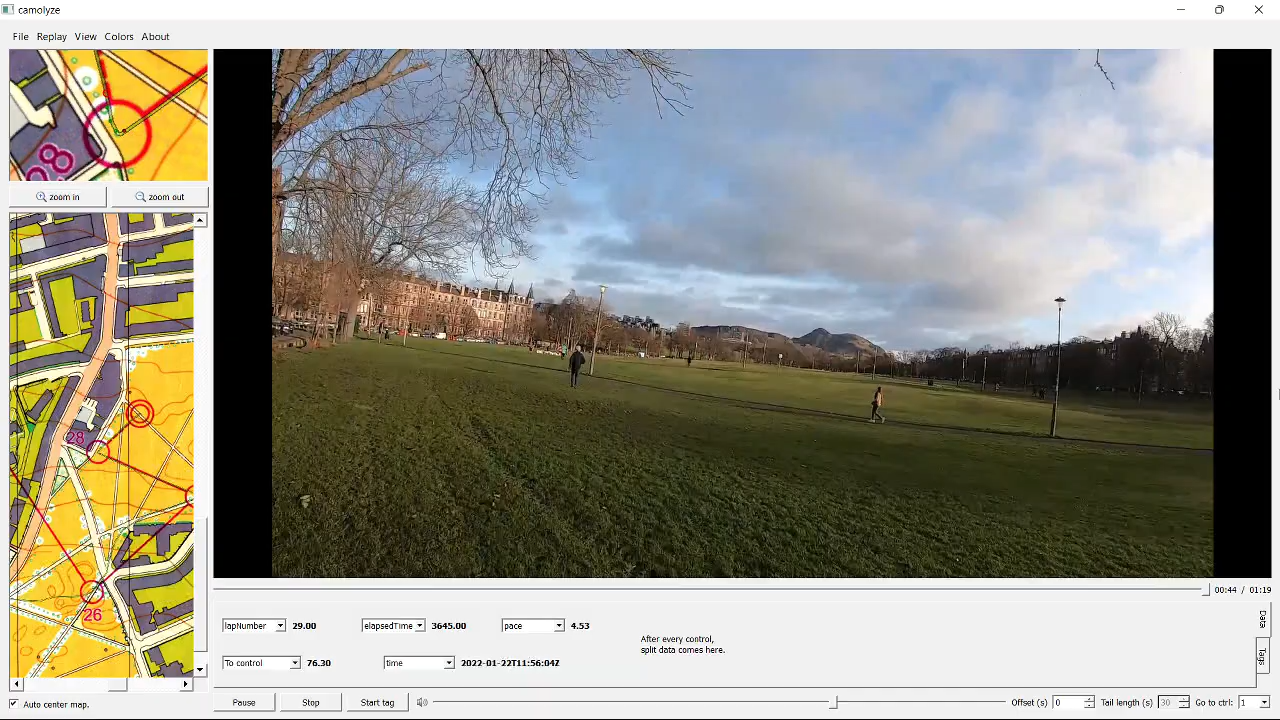 camolyze
File Replay View Colors About
08
zoom in zoom out
28
26
00:44 / 01:19
lapNumber 29.00 elapsedTime 3645.00 pace 4.53
After every control,
split data comes here.
To control 76.30 time 2022-01-22T11:56:04Z
Data
Tags
Auto center map.
Pause Stop Start tag Offset (s) 0 Tail length (s) 30 Go to ctrl: 1